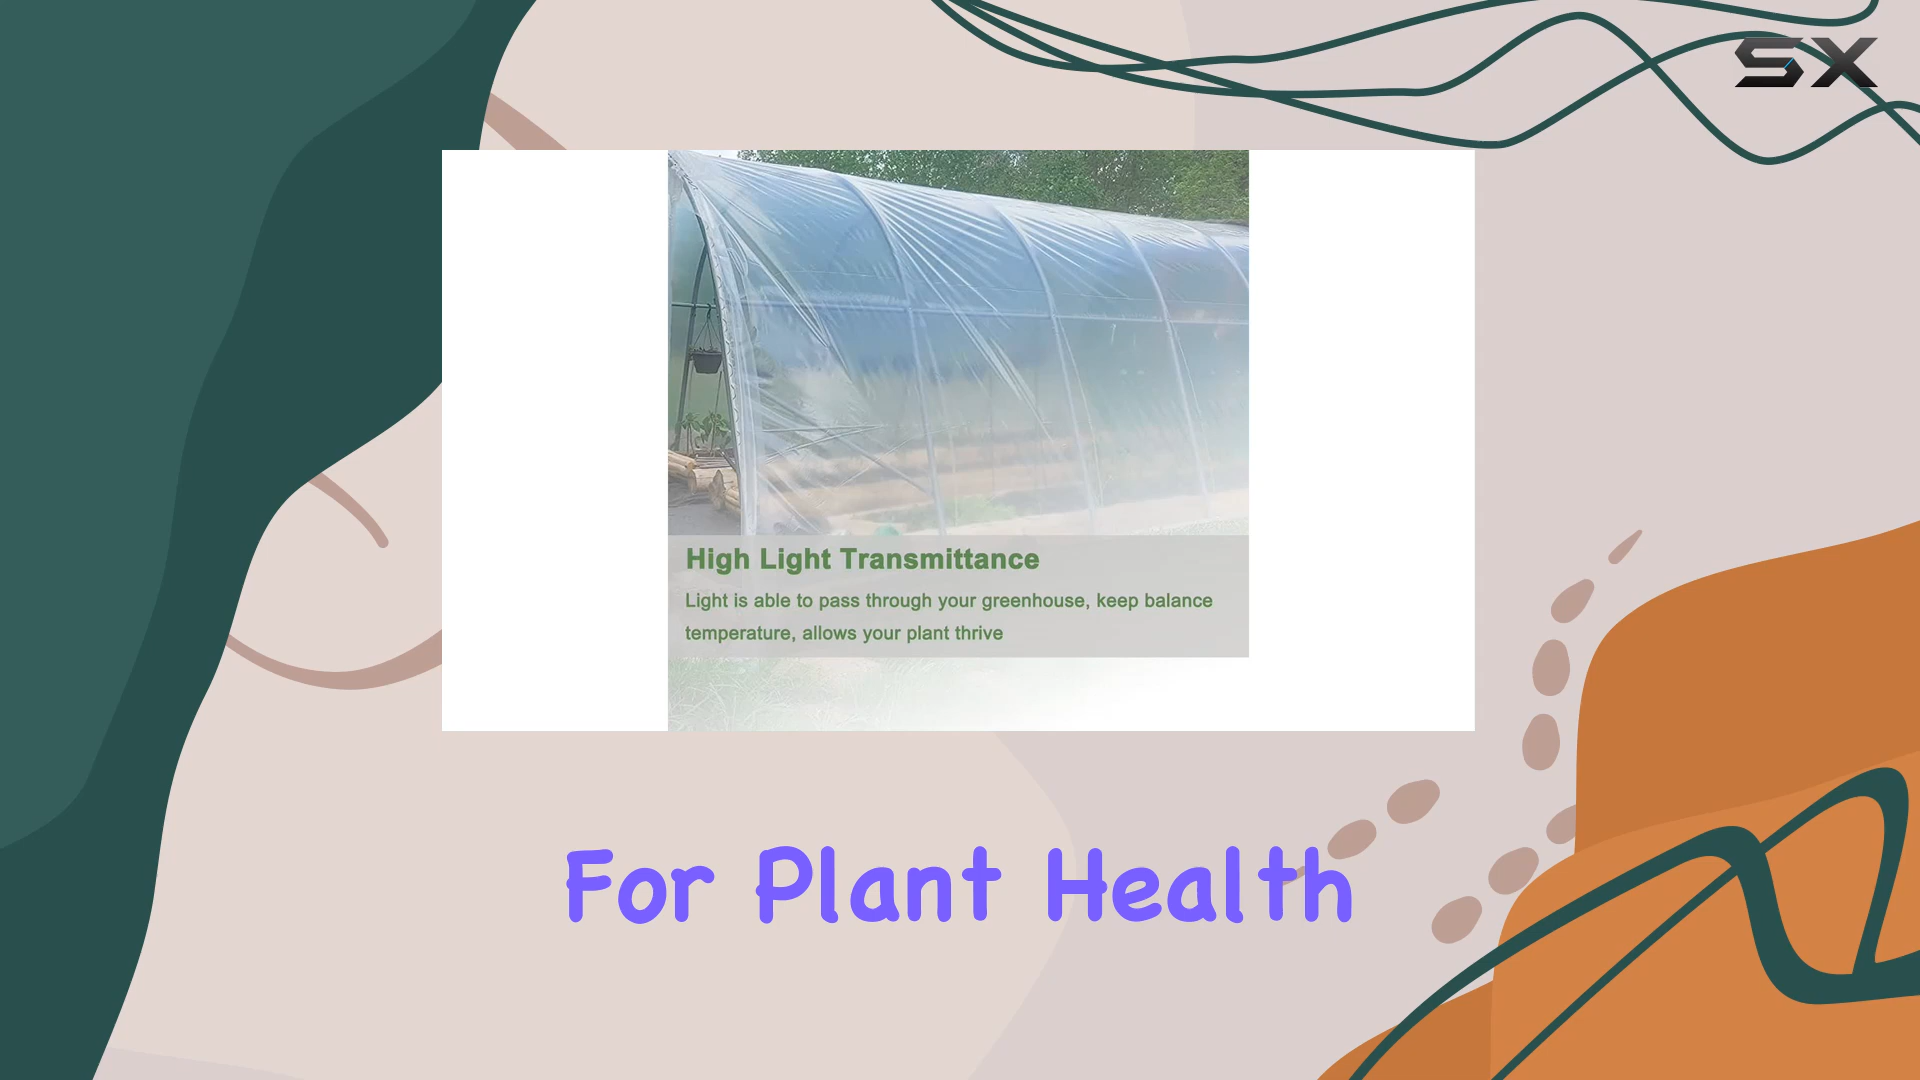 SX
High Light Transmittance
Light is able to pass through your greenhouse, keep balance
temperature, allows your plant thrive
For Plant Health